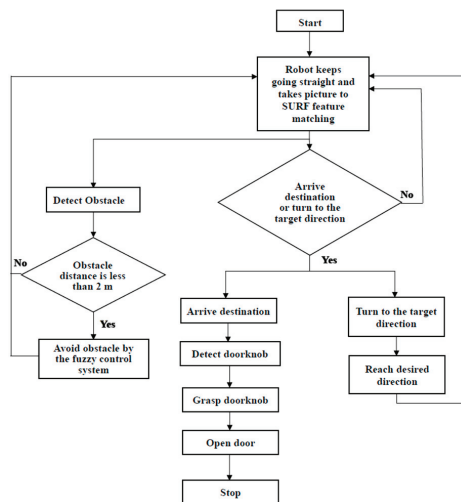 Start
Robot keeps
going straight and
takes picture to
SURF feature
matching
Arrive
destination
or turn to the
target direction
No
Detect Obstacle
No
Obstacle
distance is less
than 2 m
Yes
Yes
Avoid obstacle by
the fuzzy control
system
Arrive destination
Turn to the target
direction
Detect doorknob
Reach desired
direction
Grasp doorknob
Open door
Stop